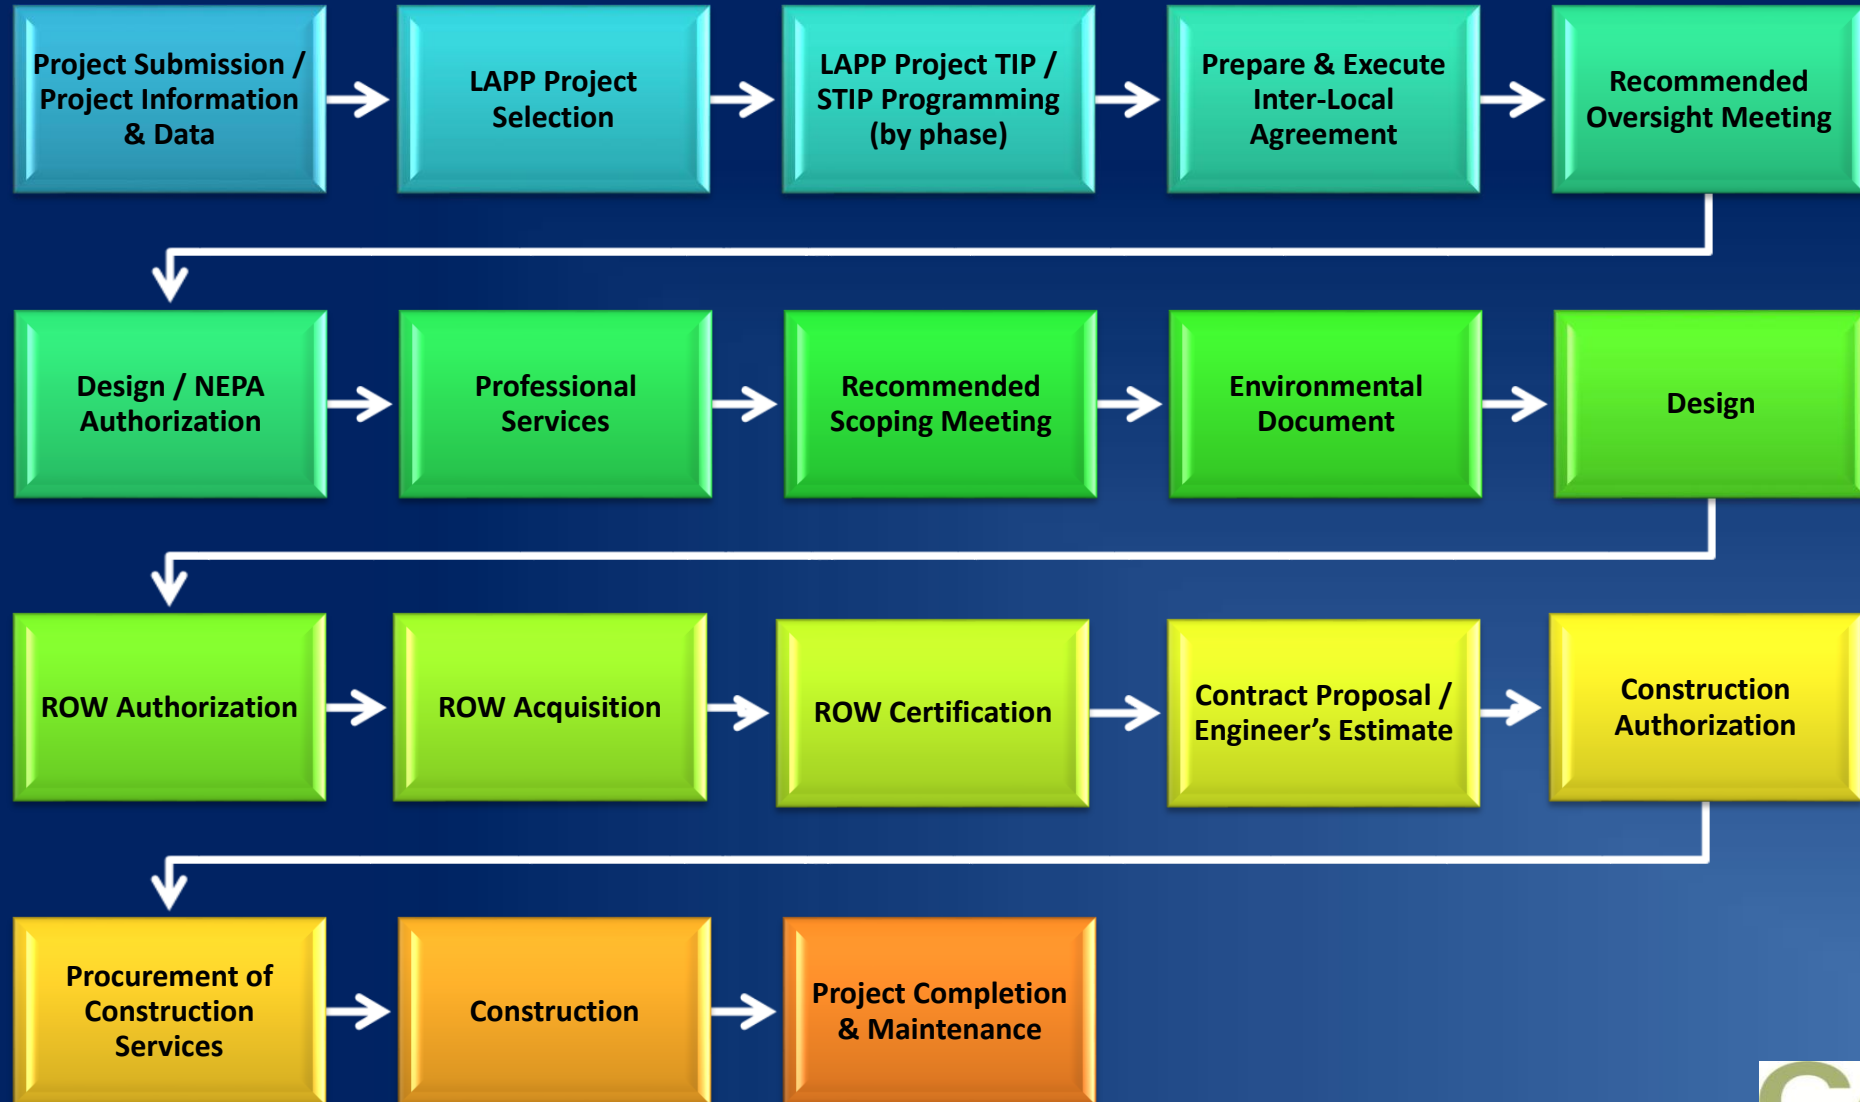 Project Submission /
Project Information
& Data
LAPP Project
Selection
LAPP Project TIP /
STIP Programming
(by phase)
Prepare & Execute
Inter-Local
Agreement
Recommended
Oversight Meeting
Design / NEPA
Authorization
Professional
Services
Recommended
Scoping Meeting
Environmental
Document
Design
ROW Authorization
ROW Acquisition
ROW Certification
Contract Proposal /
Engineer’s Estimate
Construction
Authorization
Procurement of
Construction
Services
Construction
Project Completion
& Maintenance